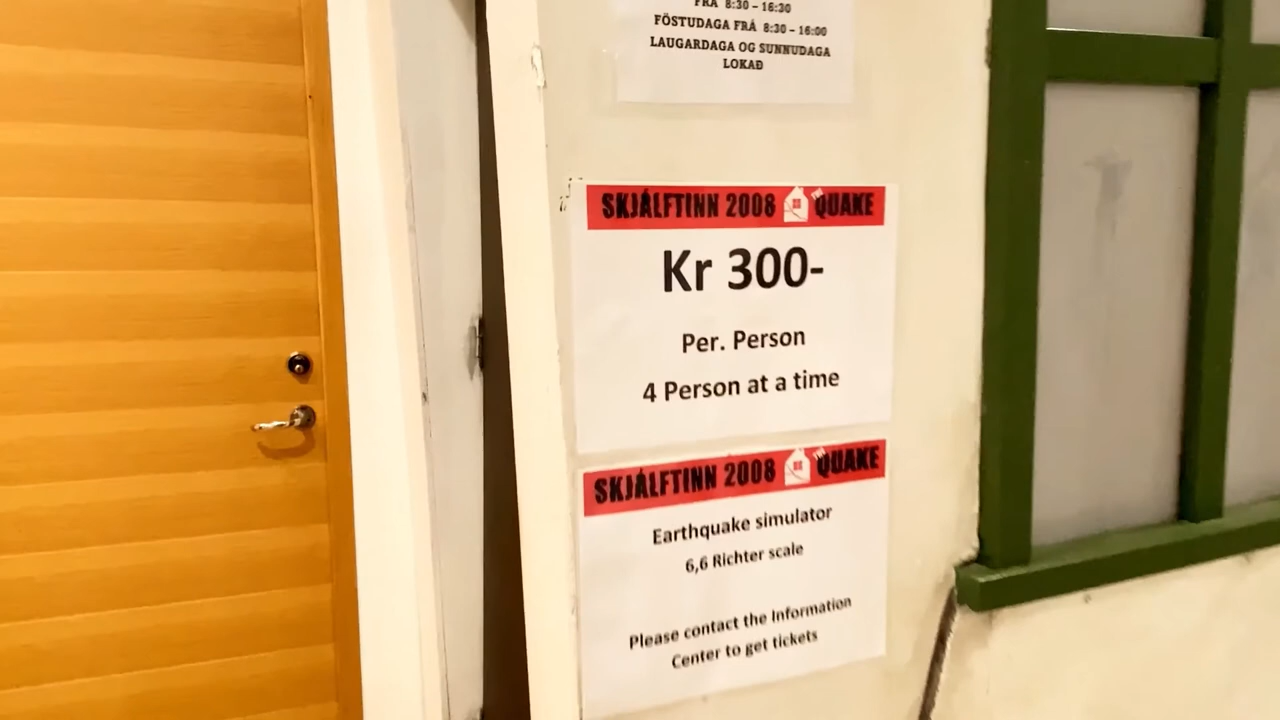 FRÁ 8:30 – 16:30
FÖSTUDAGA FRÁ 8:30 – 16:00
LAUGARDAGA OG SUNNUDAGA
LOKAÐ
SKJÁLFTINN 2008 THE QUAKE
Kr 300-
Per. Person
4 Person at a time
SKJÁLFTINN 2008 THE QUAKE
Earthquake simulator
6,6 Richter scale
Please contact the Information
Center to get tickets